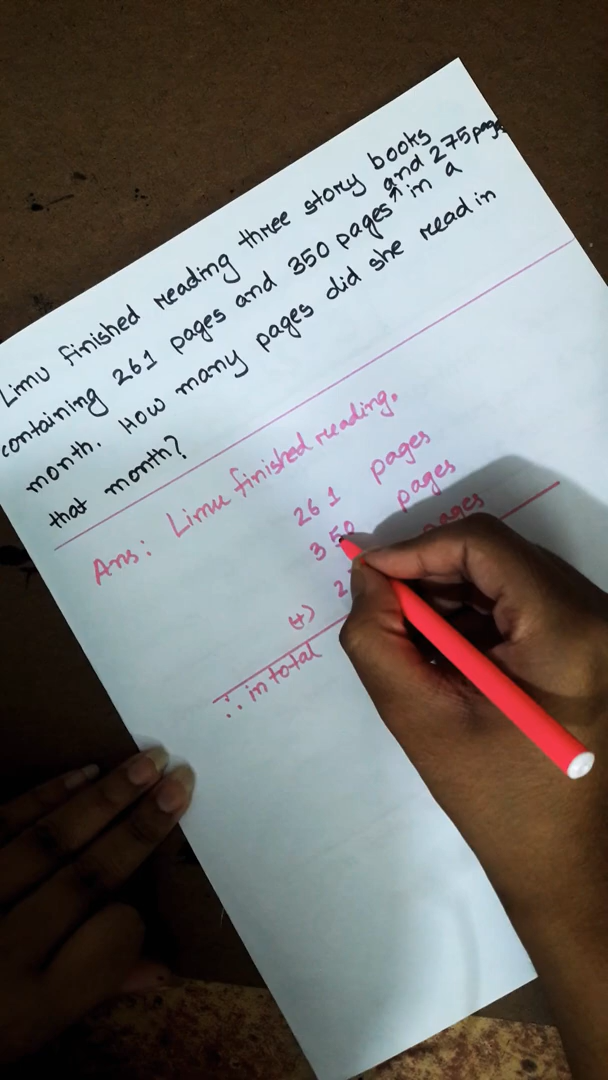 Limu finished reading three story books
containing 261 pages and 350 pages and 275 pages in a
month. How many pages did she read in
that month?
Ans: Limu finished reading.
261 pages
350 pages
(+) 2 pages
∴ in total